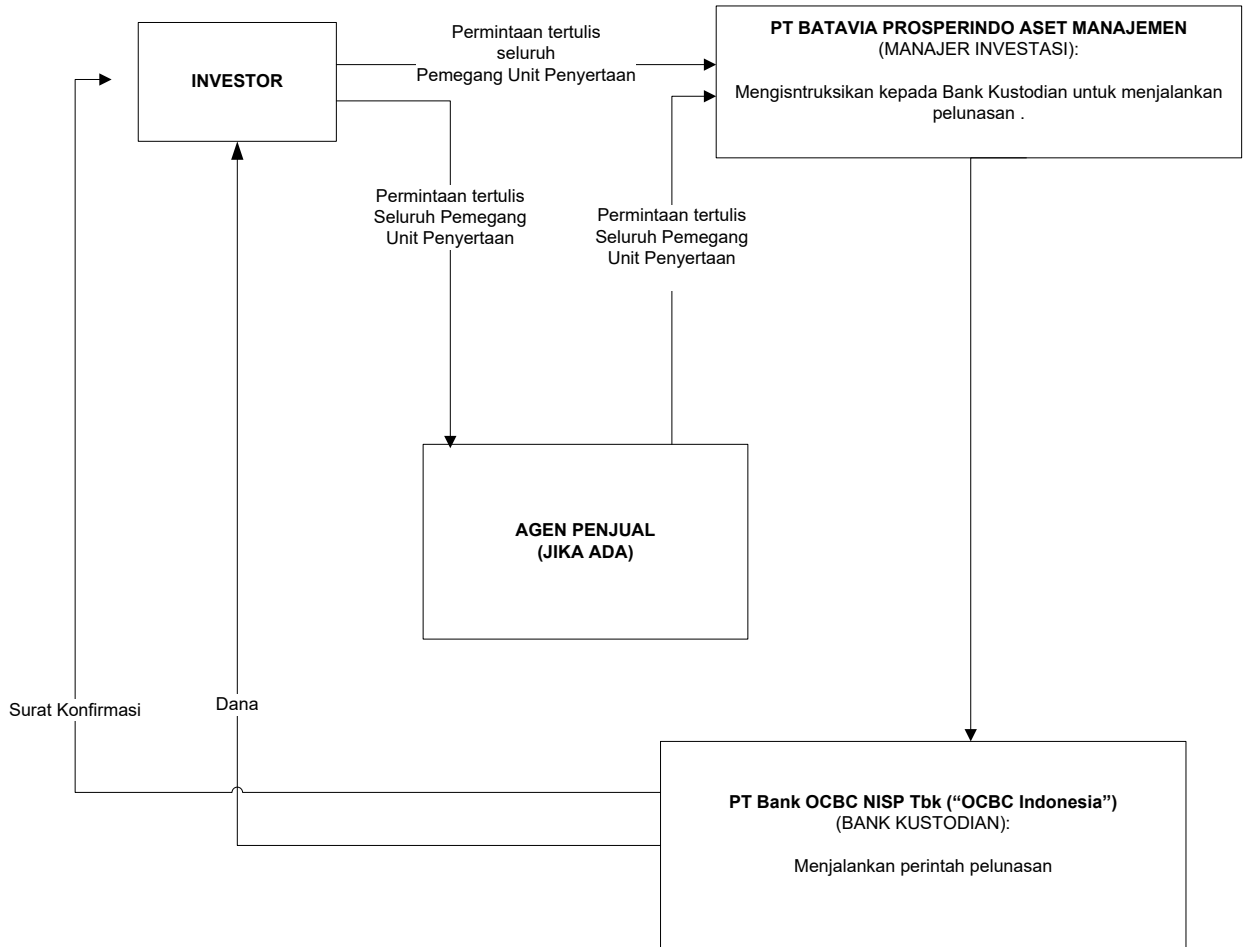 INVESTOR
Permintaan tertulis
seluruh
Pemegang Unit Penyertaan
PT BATAVIA PROSPERINDO ASET MANAJEMEN
(MANAJER INVESTASI):
Mengisntruksikan kepada Bank Kustodian untuk menjalankan
pelunasan .
Permintaan tertulis
Seluruh Pemegang
Unit Penyertaan
Permintaan tertulis
Seluruh Pemegang
Unit Penyertaan
AGEN PENJUAL
(JIKA ADA)
Surat Konfirmasi
Dana
PT Bank OCBC NISP Tbk (“OCBC Indonesia”)
(BANK KUSTODIAN):
Menjalankan perintah pelunasan